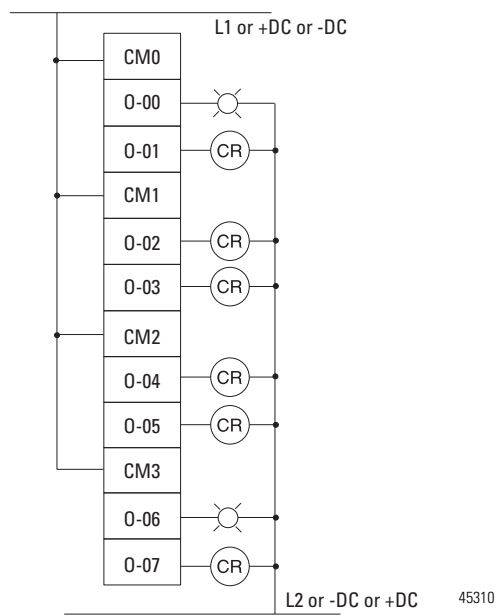 L1 or +DC or -DC
CM0
O-00
O-01 CR
CM1
O-02 CR
O-03 CR
CM2
O-04 CR
O-05 CR
CM3
O-06
O-07 CR
L2 or -DC or +DC 45310